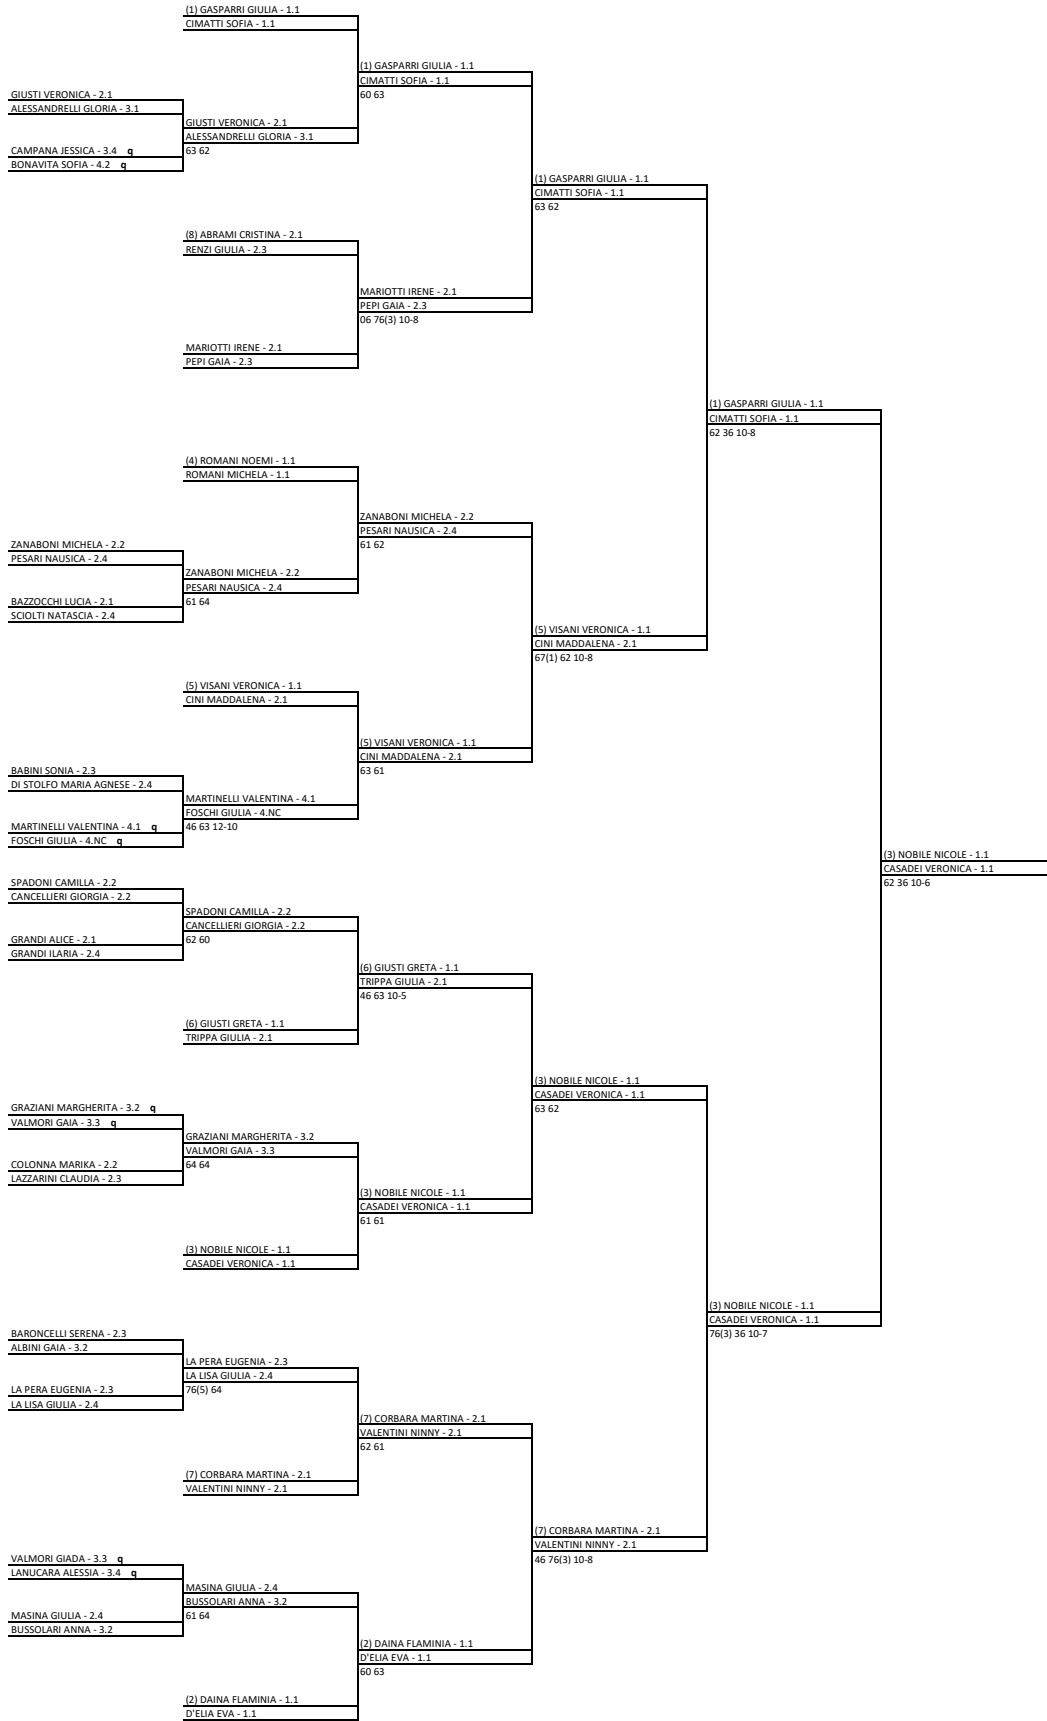 (1) GASPARRI GIULIA - 1.1
CIMATTI SOFIA - 1.1
(1) GASPARRI GIULIA - 1.1
CIMATTI SOFIA - 1.1
60 63
GIUSTI VERONICA - 2.1
ALESSANDRELLI GLORIA - 3.1
GIUSTI VERONICA - 2.1
ALESSANDRELLI GLORIA - 3.1
63 62
CAMPANA JESSICA - 3.4 q
BONAVITA SOFIA - 4.2 q
(1) GASPARRI GIULIA - 1.1
CIMATTI SOFIA - 1.1
63 62
(8) ABRAMI CRISTINA - 2.1
RENZI GIULIA - 2.3
MARIOTTI IRENE - 2.1
PEPI GAIA - 2.3
06 76(3) 10-8
MARIOTTI IRENE - 2.1
PEPI GAIA - 2.3
(1) GASPARRI GIULIA - 1.1
CIMATTI SOFIA - 1.1
62 36 10-8
(4) ROMANI NOEMI - 1.1
ROMANI MICHELA - 1.1
ZANABONI MICHELA - 2.2
PESARI NAUSICA - 2.4
61 62
ZANABONI MICHELA - 2.2
PESARI NAUSICA - 2.4
ZANABONI MICHELA - 2.2
PESARI NAUSICA - 2.4
61 64
BAZZOCCHI LUCIA - 2.1
SCIOLTI NATASCIA - 2.4
(5) VISANI VERONICA - 1.1
CINI MADDALENA - 2.1
67(1) 62 10-8
(5) VISANI VERONICA - 1.1
CINI MADDALENA - 2.1
(5) VISANI VERONICA - 1.1
CINI MADDALENA - 2.1
63 61
BABINI SONIA - 2.3
DI STOLFO MARIA AGNESE - 2.4
MARTINELLI VALENTINA - 4.1
FOSCHI GIULIA - 4.NC
46 63 12-10
MARTINELLI VALENTINA - 4.1 q
FOSCHI GIULIA - 4.NC q
(3) NOBILE NICOLE - 1.1
CASADEI VERONICA - 1.1
62 36 10-6
SPADONI CAMILLA - 2.2
CANCELLIERI GIORGIA - 2.2
SPADONI CAMILLA - 2.2
CANCELLIERI GIORGIA - 2.2
62 60
GRANDI ALICE - 2.1
GRANDI ILARIA - 2.4
(6) GIUSTI GRETA - 1.1
TRIPPA GIULIA - 2.1
46 63 10-5
(6) GIUSTI GRETA - 1.1
TRIPPA GIULIA - 2.1
(3) NOBILE NICOLE - 1.1
CASADEI VERONICA - 1.1
63 62
GRAZIANI MARGHERITA - 3.2 q
VALMORI GAIA - 3.3 q
GRAZIANI MARGHERITA - 3.2
VALMORI GAIA - 3.3
64 64
COLONNA MARIKA - 2.2
LAZZARINI CLAUDIA - 2.3
(3) NOBILE NICOLE - 1.1
CASADEI VERONICA - 1.1
61 61
(3) NOBILE NICOLE - 1.1
CASADEI VERONICA - 1.1
(3) NOBILE NICOLE - 1.1
CASADEI VERONICA - 1.1
76(3) 36 10-7
BARONCELLI SERENA - 2.3
ALBINI GAIA - 3.2
LA PERA EUGENIA - 2.3
LA LISA GIULIA - 2.4
76(5) 64
LA PERA EUGENIA - 2.3
LA LISA GIULIA - 2.4
(7) CORBARA MARTINA - 2.1
VALENTINI NINNY - 2.1
62 61
(7) CORBARA MARTINA - 2.1
VALENTINI NINNY - 2.1
(7) CORBARA MARTINA - 2.1
VALENTINI NINNY - 2.1
46 76(3) 10-8
VALMORI GIADA - 3.3 q
LANUCARA ALESSIA - 3.4 q
MASINA GIULIA - 2.4
BUSSOLARI ANNA - 3.2
61 64
MASINA GIULIA - 2.4
BUSSOLARI ANNA - 3.2
(2) DAINA FLAMINIA - 1.1
D'ELIA EVA - 1.1
60 63
(2) DAINA FLAMINIA - 1.1
D'ELIA EVA - 1.1